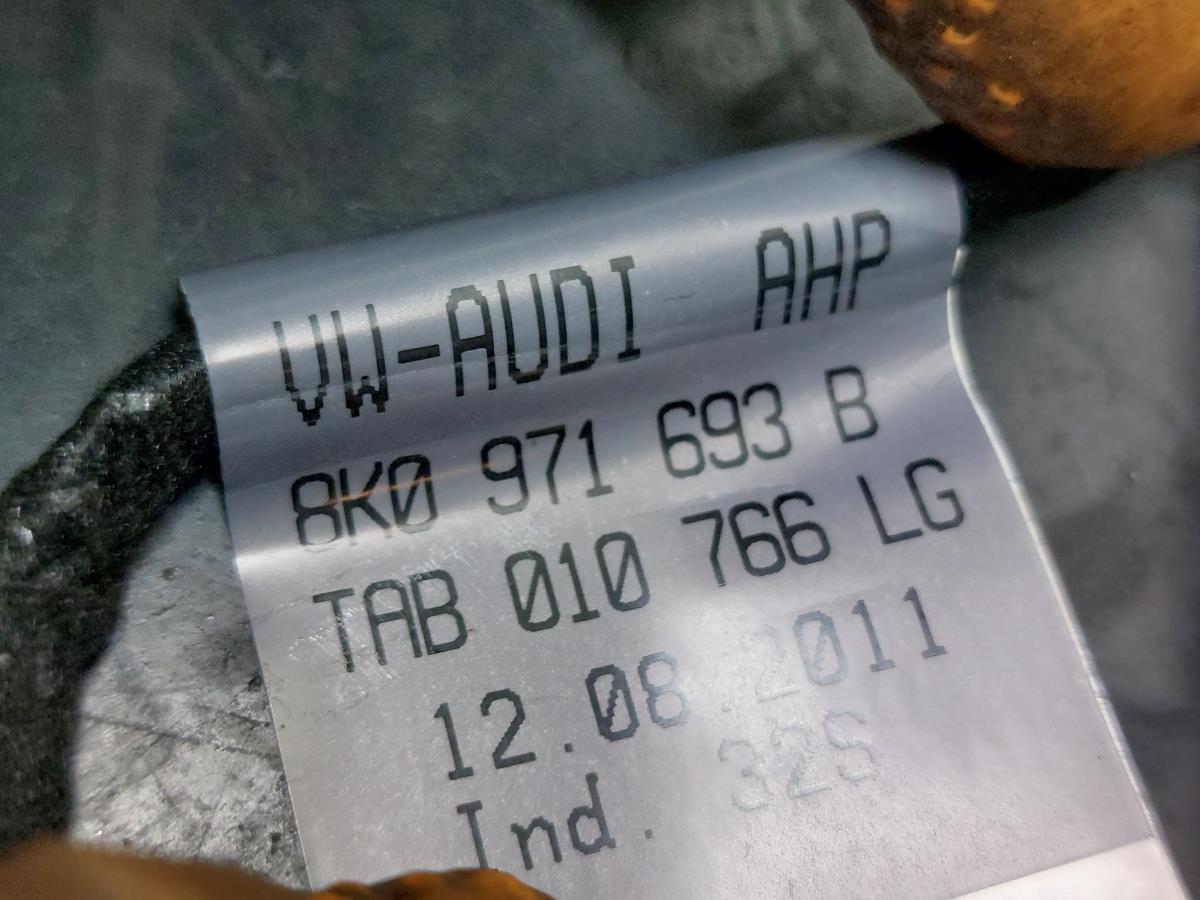 VW-AUDI AHP
8K0 971 693 B
TAB 010 766 LG
12.08.2011
Ind. 32S